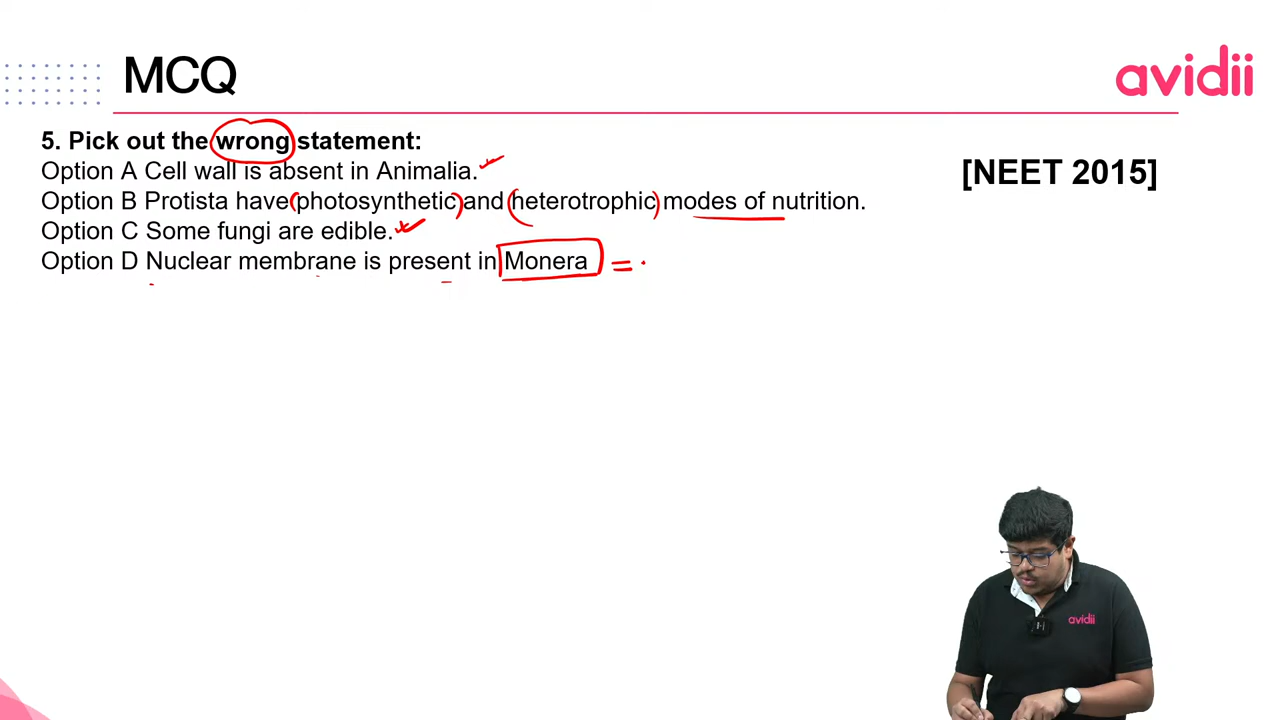 MCQ
avidii
5. Pick out the wrong statement:
Option A Cell wall is absent in Animalia.
[NEET 2015]
Option B Protista have (photosynthetic) and (heterotrophic) modes of nutrition.
Option C Some fungi are edible.
Option D Nuclear membrane is present in Monera =
avidii